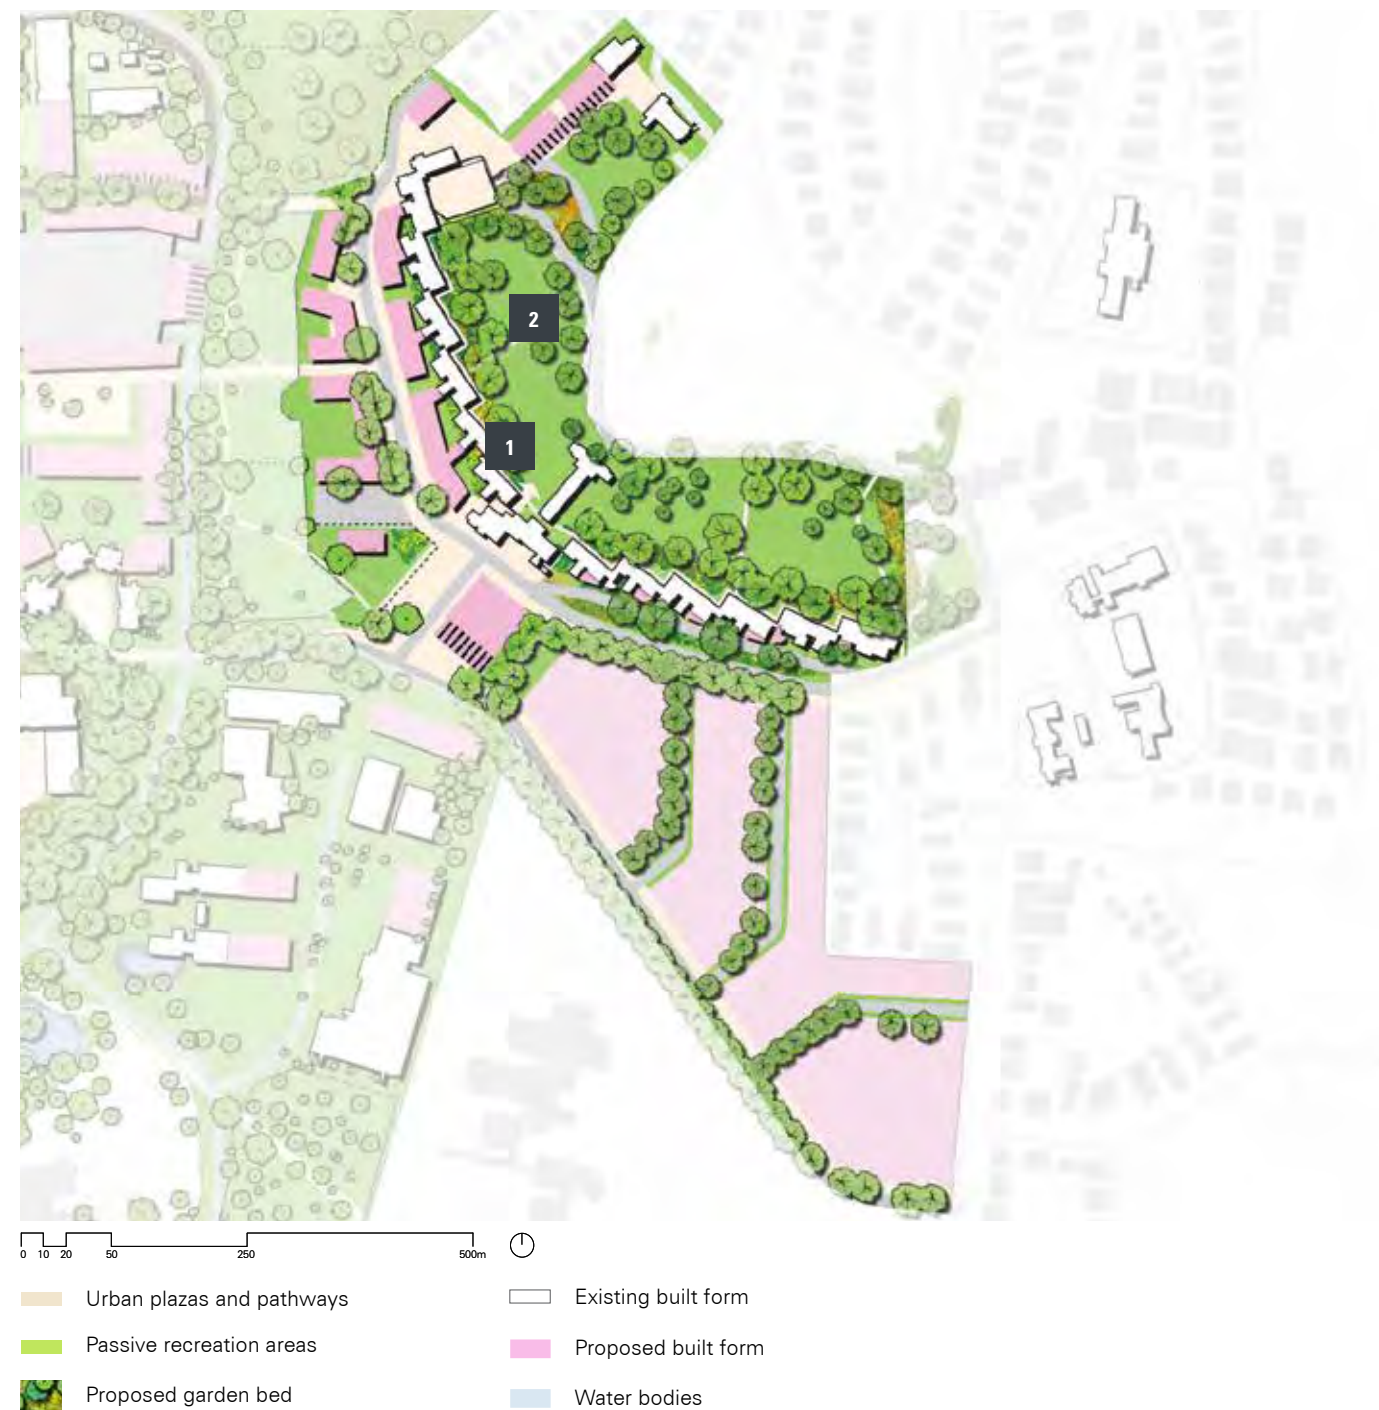 2
1
0 10 20 50 250 500m
Urban plazas and pathways
Passive recreation areas
Proposed garden bed
Existing built form
Proposed built form
Water bodies